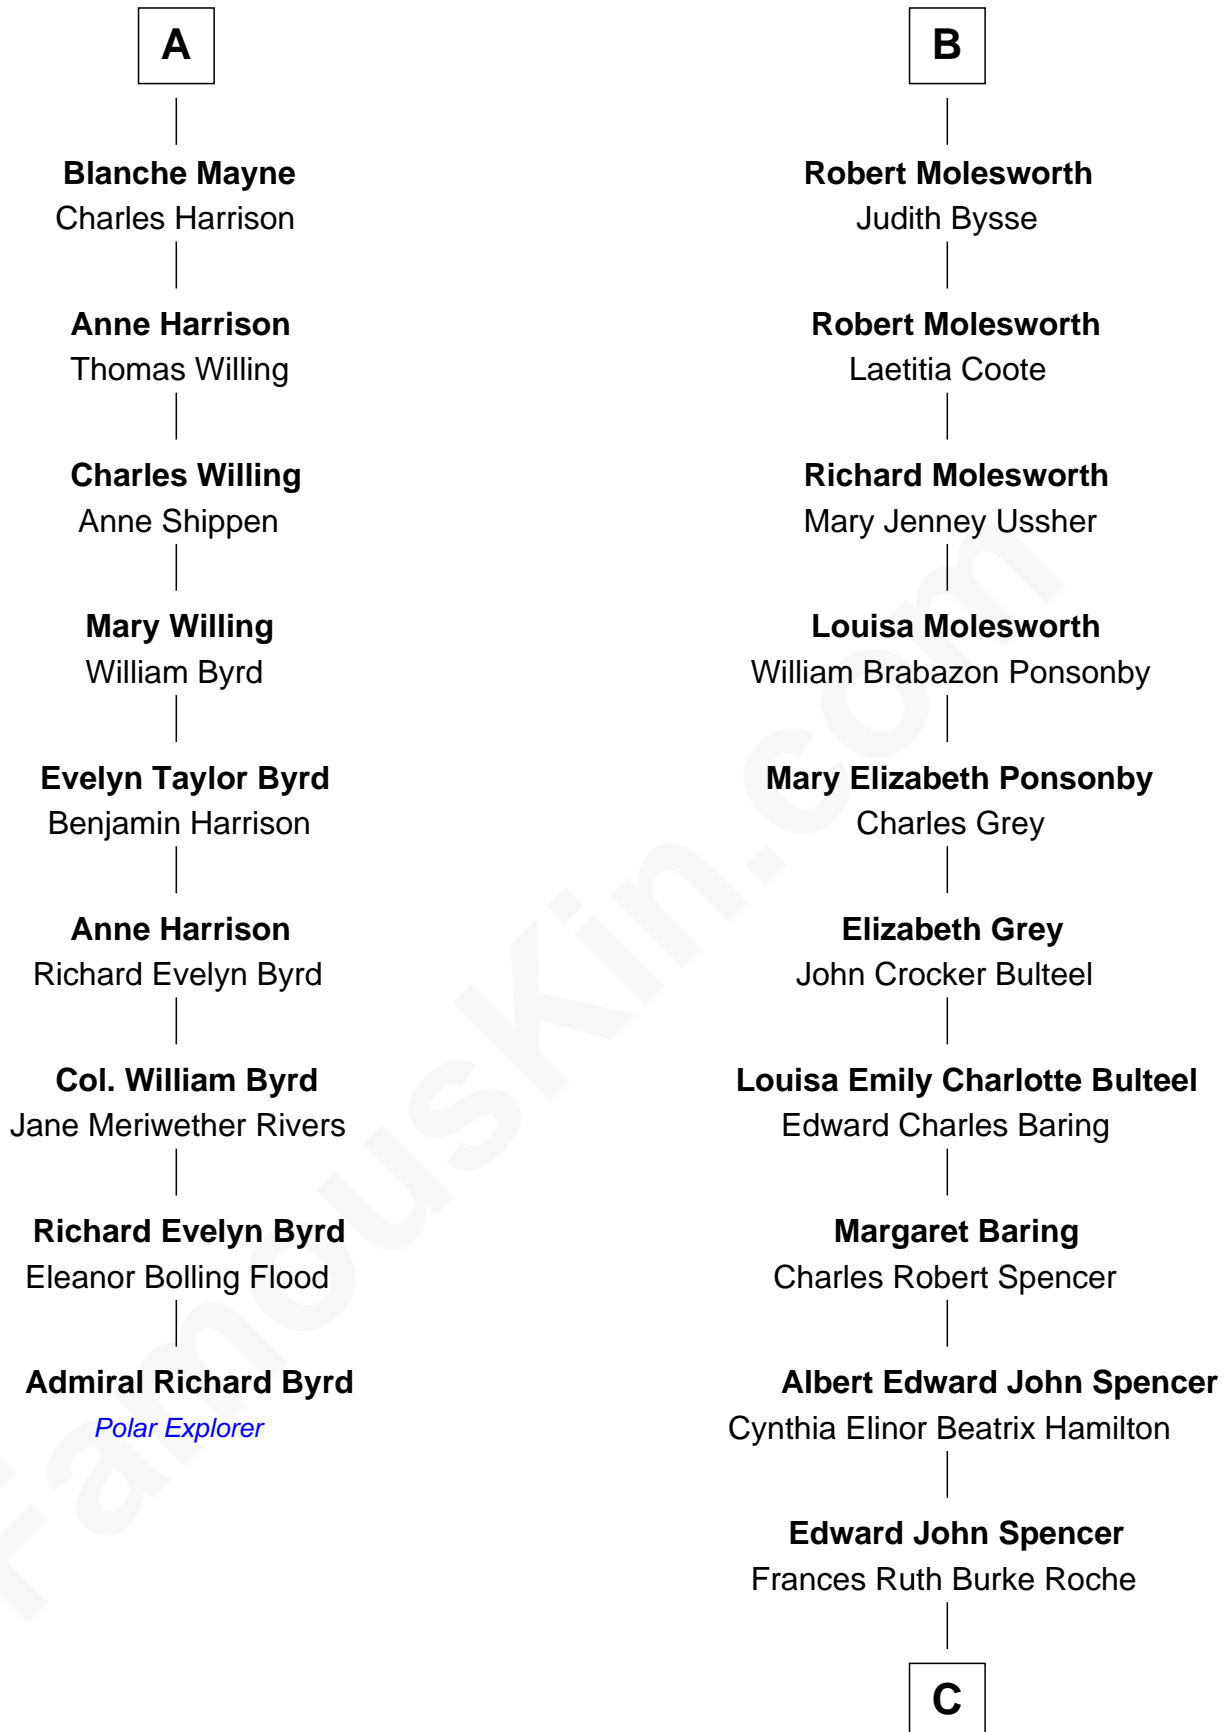 A
Blanche Mayne
Charles Harrison
Anne Harrison
Thomas Willing
Charles Willing
Anne Shippen
Mary Willing
William Byrd
Evelyn Taylor Byrd
Benjamin Harrison
Anne Harrison
Richard Evelyn Byrd
Col. William Byrd
Jane Meriwether Rivers
Richard Evelyn Byrd
Eleanor Bolling Flood
Admiral Richard Byrd
Polar Explorer
B
Robert Molesworth
Judith Bysse
Robert Molesworth
Laetitia Coote
Richard Molesworth
Mary Jenney Ussher
Louisa Molesworth
William Brabazon Ponsonby
Mary Elizabeth Ponsonby
Charles Grey
Elizabeth Grey
John Crocker Bulteel
Louisa Emily Charlotte Bulteel
Edward Charles Baring
Margaret Baring
Charles Robert Spencer
Albert Edward John Spencer
Cynthia Elinor Beatrix Hamilton
Edward John Spencer
Frances Ruth Burke Roche
C
FamousKin.com